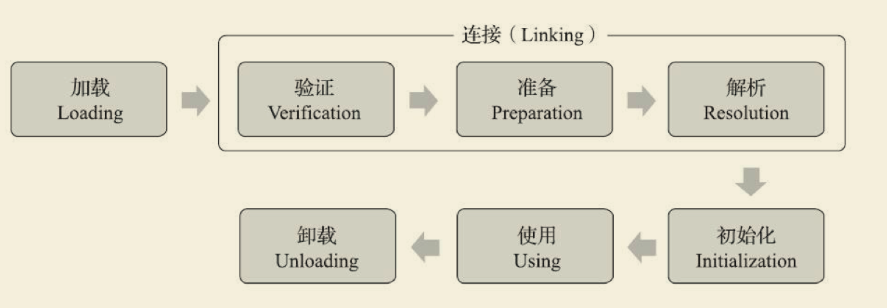 连接（Linking）
加载
Loading
验证
Verification
准备
Preparation
解析
Resolution
初始化
Initialization
使用
Using
卸载
Unloading